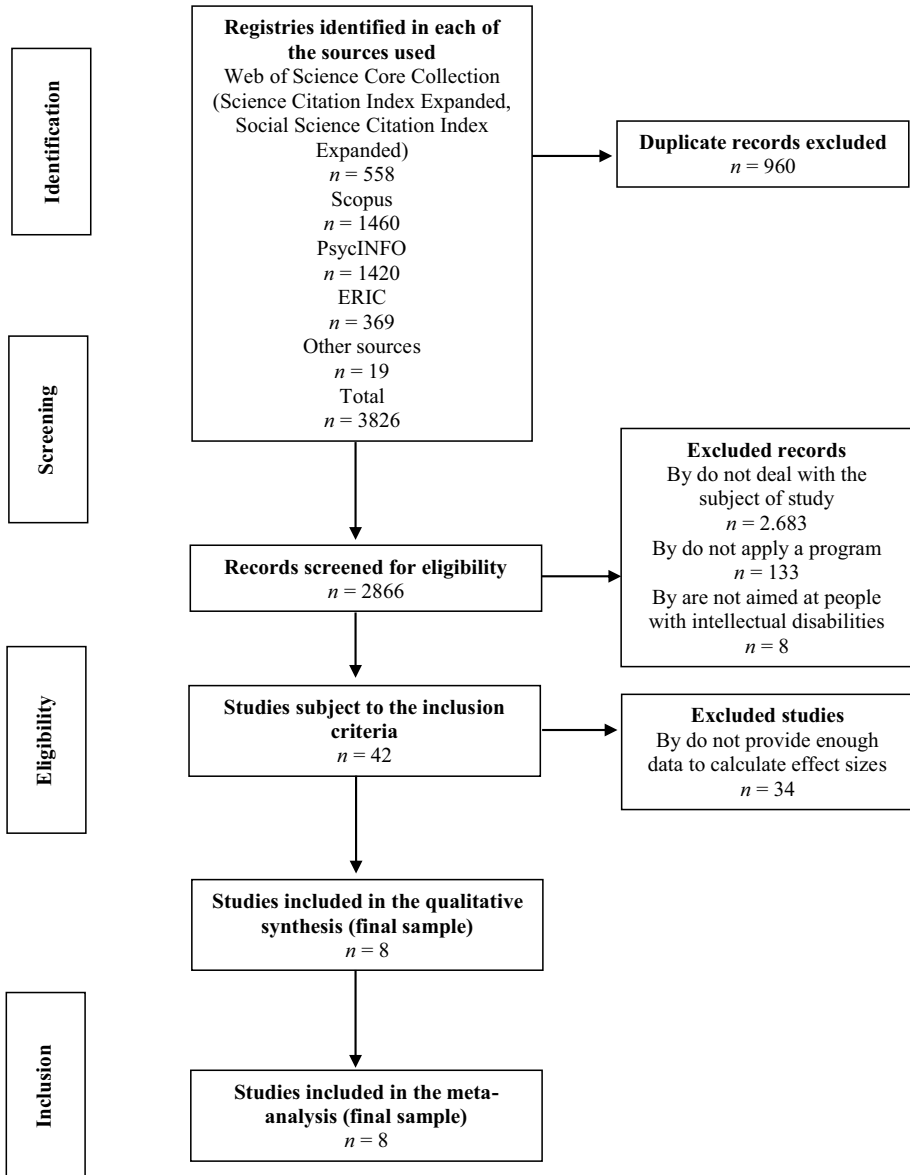 Identification
Registries identified in each of
the sources used
Web of Science Core Collection
(Science Citation Index Expanded,
Social Science Citation Index
Expanded)
n = 558
Scopus
n = 1460
PsycINFO
n = 1420
ERIC
n = 369
Other sources
n = 19
Total
n = 3826
Duplicate records excluded
n = 960
Screening
Records screened for eligibility
n = 2866
Excluded records
By do not deal with the
subject of study
n = 2.683
By do not apply a program
n = 133
By are not aimed at people
with intellectual disabilities
n = 8
Eligibility
Studies subject to the inclusion
criteria
n = 42
Excluded studies
By do not provide enough
data to calculate effect sizes
n = 34
Studies included in the qualitative
synthesis (final sample)
n = 8
Inclusion
Studies included in the meta-
analysis (final sample)
n = 8